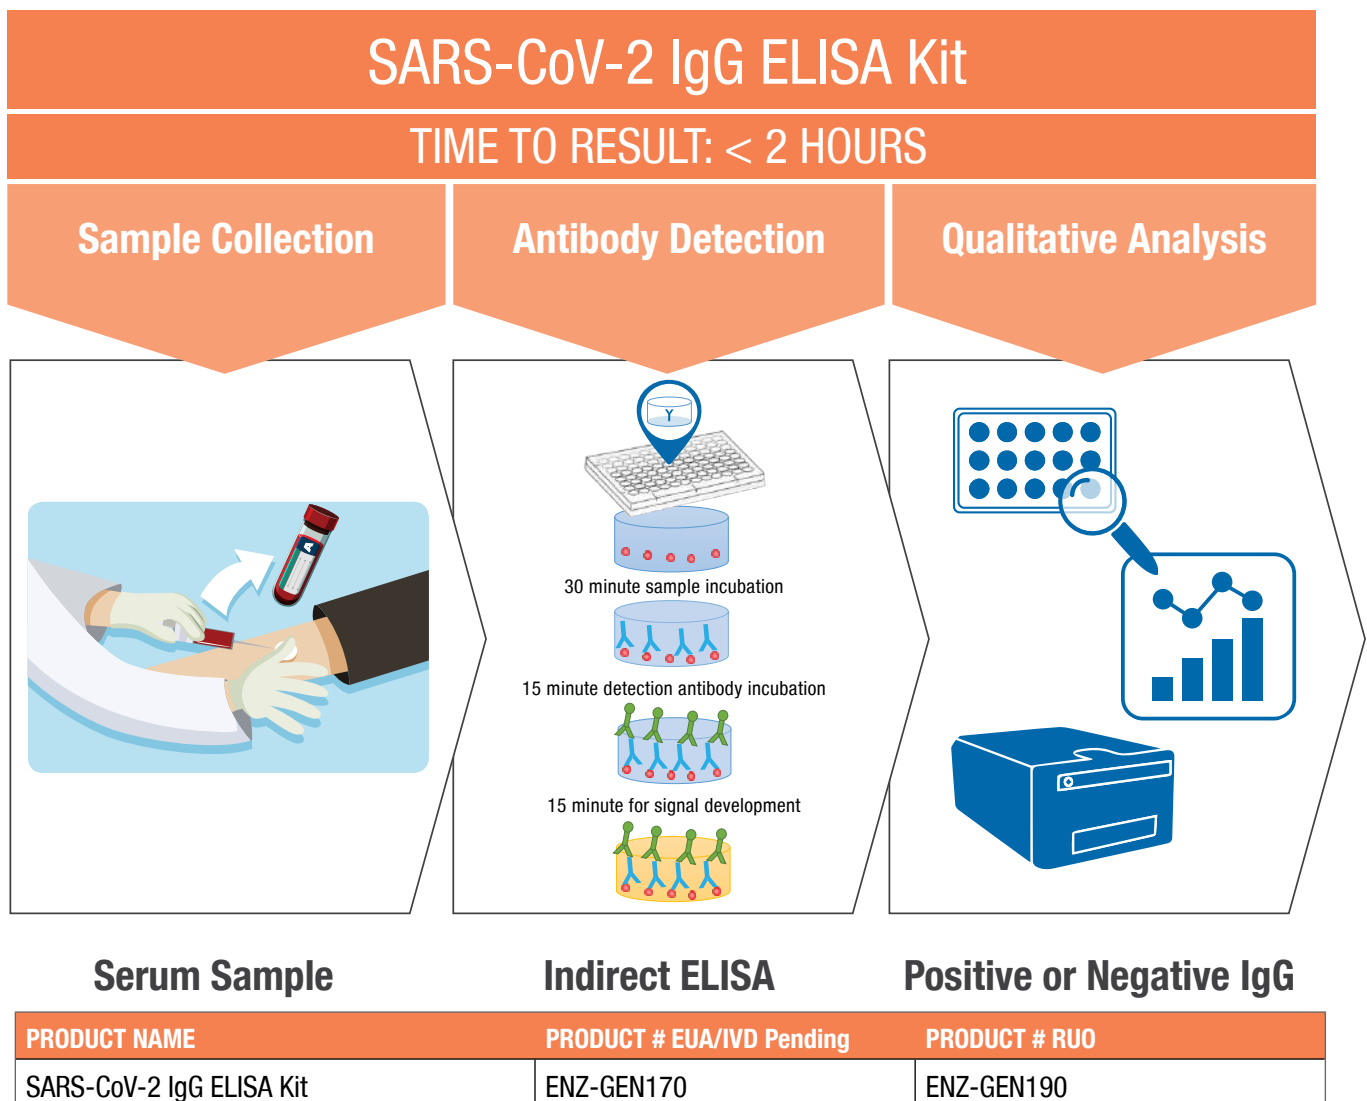 SARS-CoV-2 IgG ELISA Kit
TIME TO RESULT: < 2 HOURS
Sample Collection
Antibody Detection
Qualitative Analysis
Y
30 minute sample incubation
15 minute detection antibody incubation
15 minute for signal development
Serum Sample
Indirect ELISA
Positive or Negative IgG
PRODUCT NAME
PRODUCT # EUA/IVD Pending
PRODUCT # RUO
SARS-CoV-2 IgG ELISA Kit
ENZ-GEN170
ENZ-GEN190